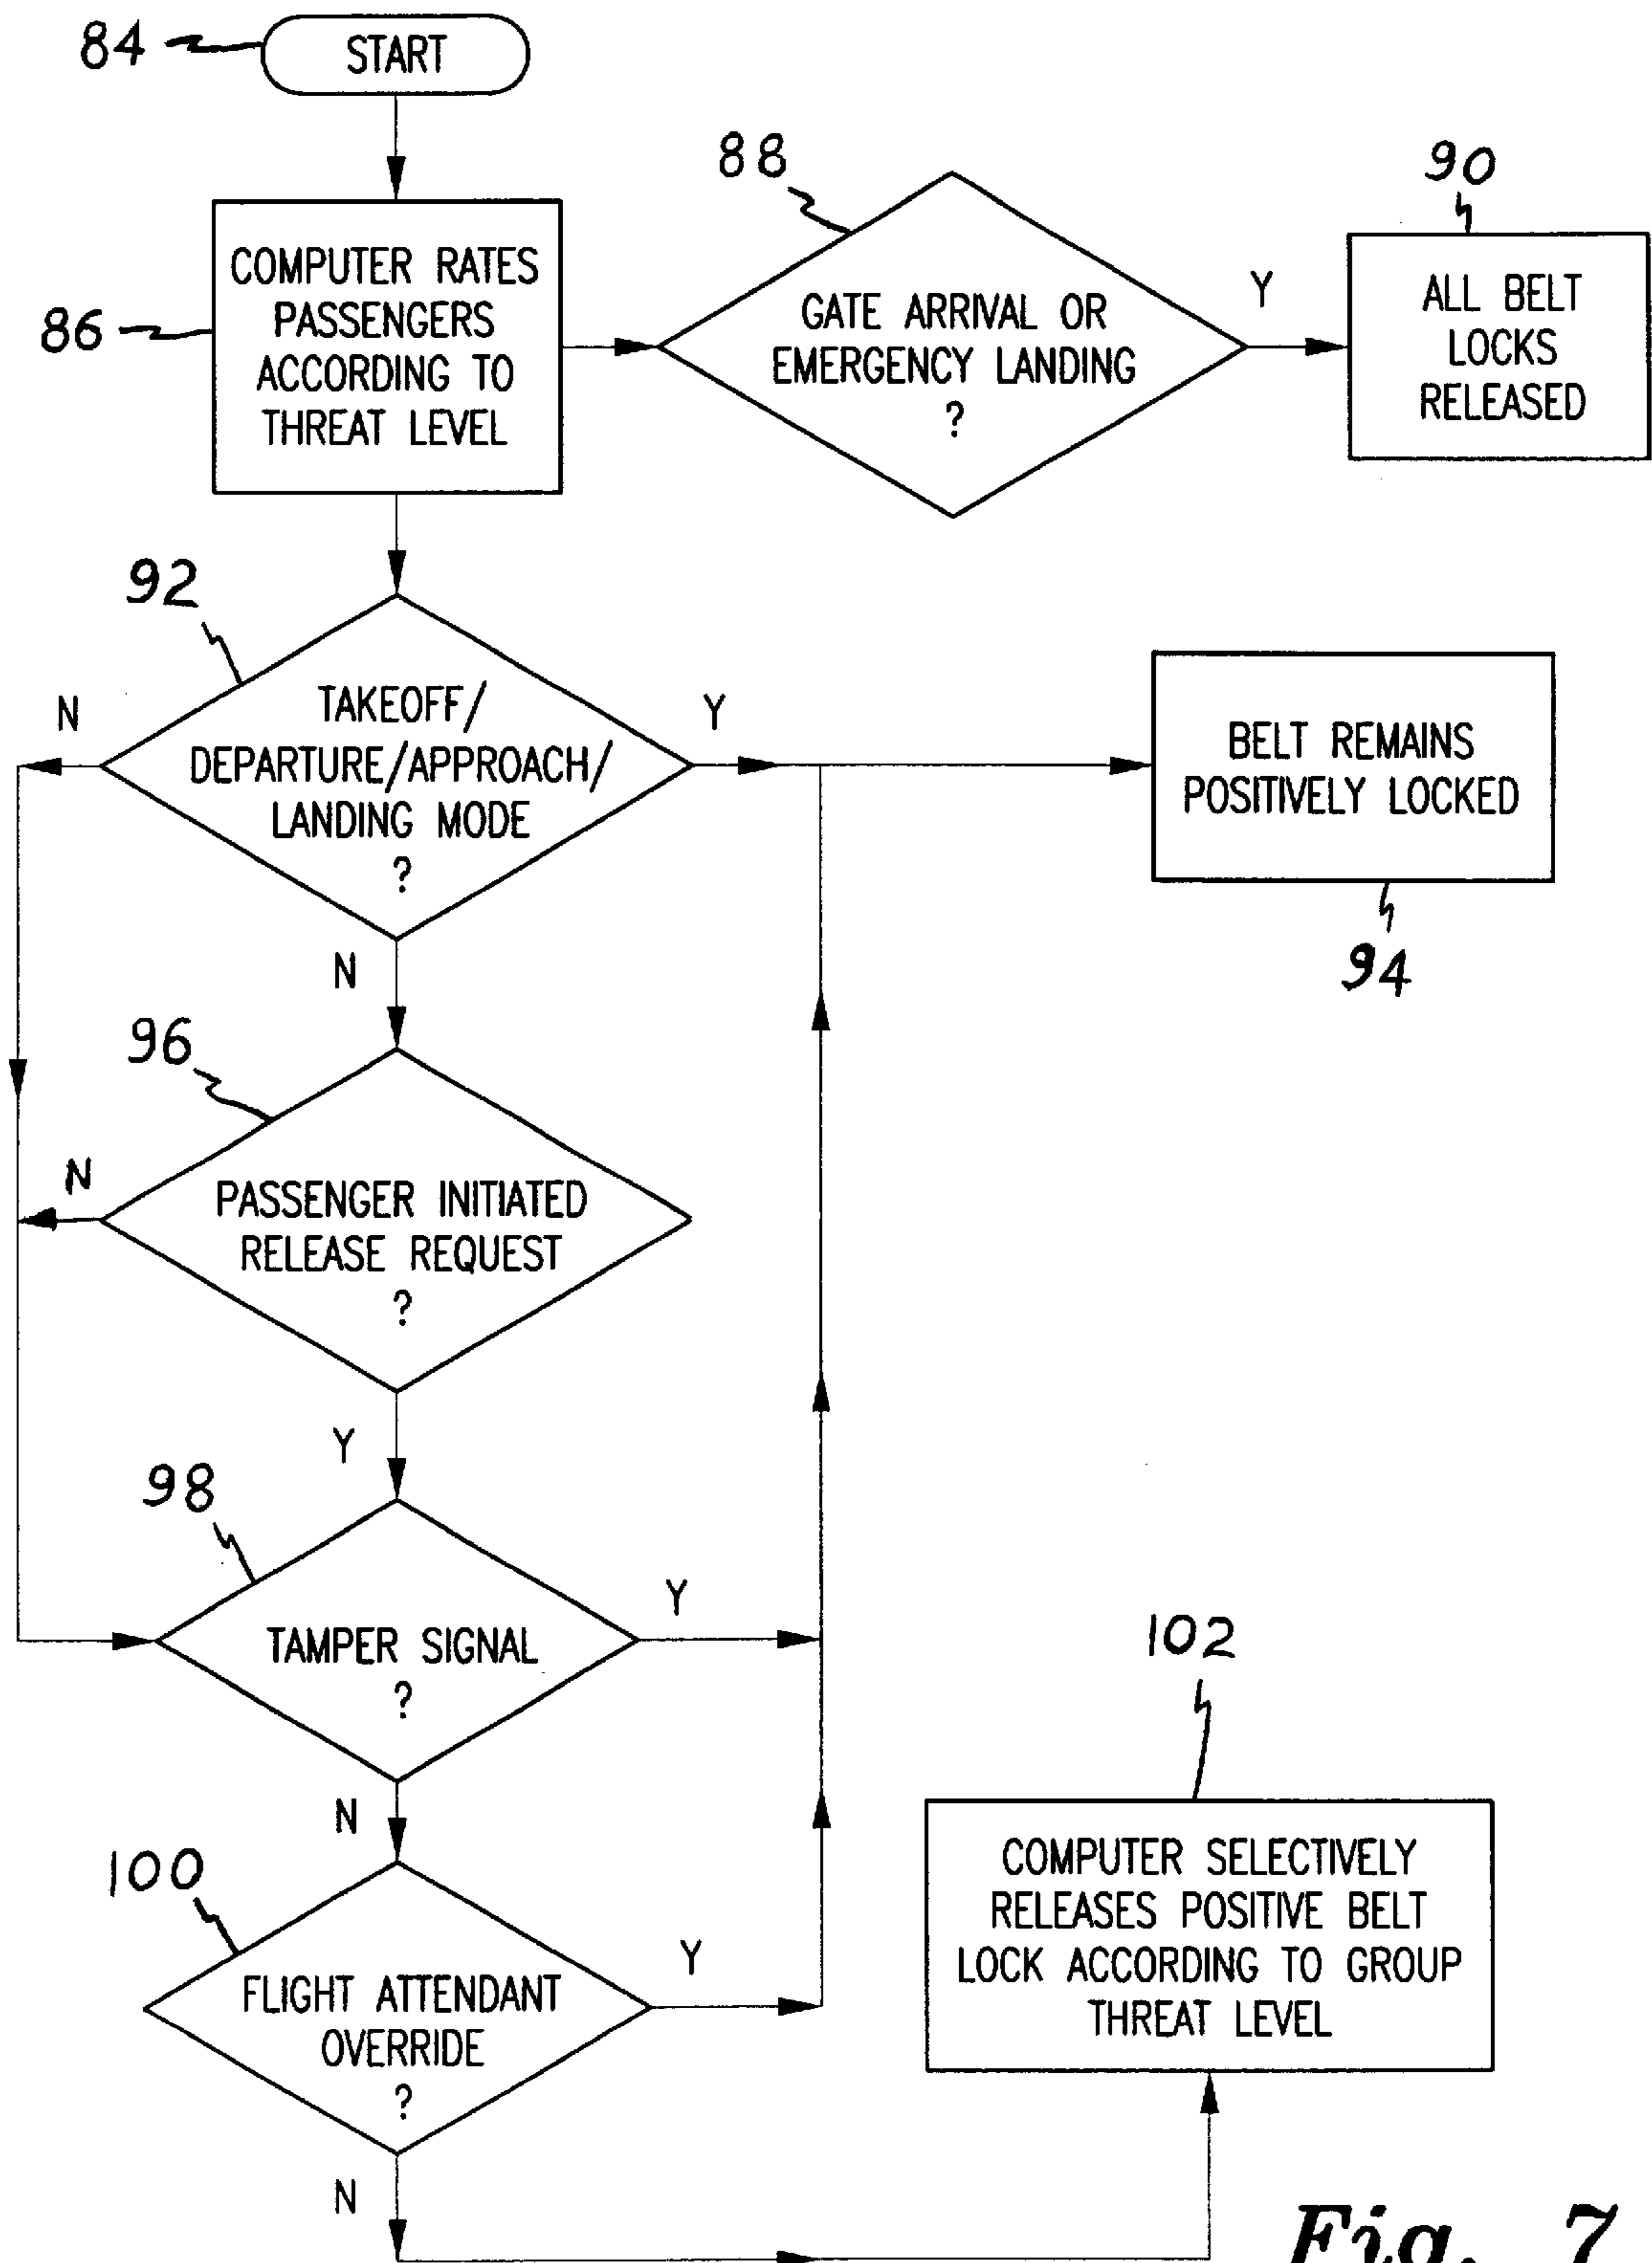 84
START
88
90
COMPUTER RATES
PASSENGERS
ACCORDING TO
THREAT LEVEL
86
GATE ARRIVAL OR
EMERGENCY LANDING
?
Y
ALL BELT
LOCKS
RELEASED
92
N
TAKEOFF/
DEPARTURE/APPROACH/
LANDING MODE
?
Y
BELT REMAINS
POSITIVELY LOCKED
94
N
96
N
PASSENGER INITIATED
RELEASE REQUEST
?
Y
98
TAMPER SIGNAL
?
Y
102
N
100
FLIGHT ATTENDANT
OVERRIDE
?
Y
COMPUTER SELECTIVELY
RELEASES POSITIVE BELT
LOCK ACCORDING TO GROUP
THREAT LEVEL
N
Fig. 7